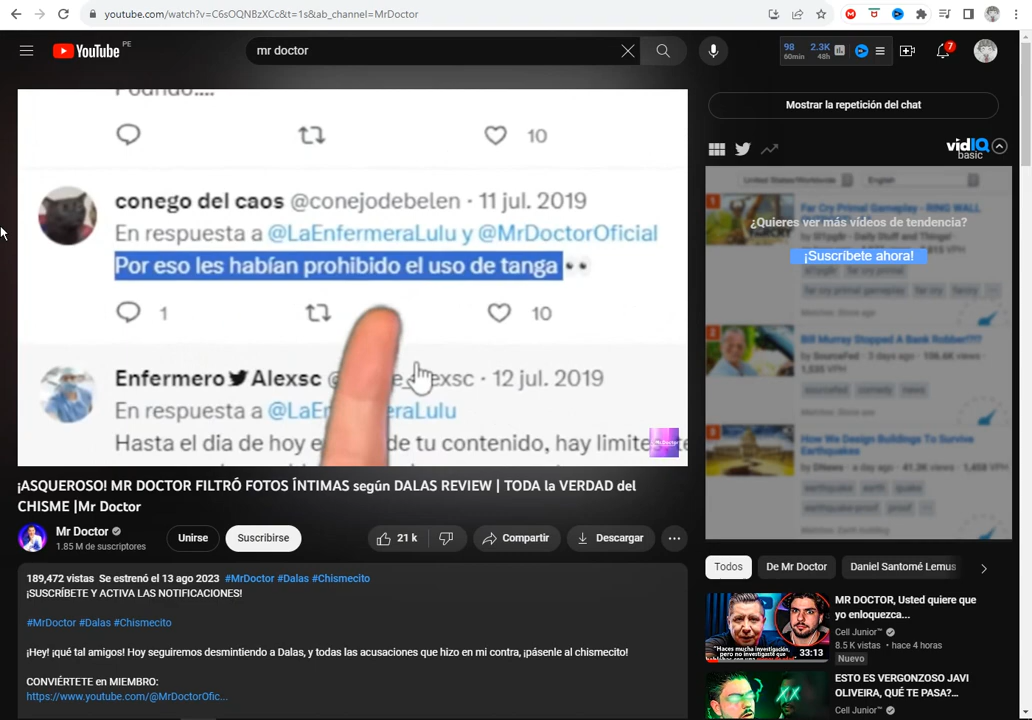 youtube.com/watch?v=C6sOQNBzXCc&t=1s&ab_channel=MrDoctor
YouTube PE
mr doctor
98 60min 2.3K 48h
7
Mostrar la repetición del chat
vidIQ basic
10
conego del caos @conejodebelen · 11 jul. 2019
En respuesta a @LaEnfermeraLulu y @MrDoctorOficial
Por eso les habían prohibido el uso de tanga 👀
1 10
Enfermero Alexsc
exsc · 12 jul. 2019
En respuesta a
Hasta el dia de hoy
de tu contenido, hay
¿Quieres ver más vídeos de tendencia?
¡Suscríbete ahora!
Far Cry Primal Gameplay - RING WALL
Bill Murray Stopped A Bank Robber!?!?
How We Design Buildings To Survive
Earthquakes
¡ASQUEROSO! MR DOCTOR FILTRÓ FOTOS ÍNTIMAS según DALAS REVIEW | TODA la VERDAD del
CHISME |Mr Doctor
Mr Doctor
1.85 M de suscriptores
Unirse
Suscribirse
21 k
Compartir
Descargar
189,472 vistas Se estrenó el 13 ago 2023 #MrDoctor #Dalas #Chismecito
¡SUSCRÍBETE Y ACTIVA LAS NOTIFICACIONES!
#MrDoctor #Dalas #Chismecito
¡Hey! ¡qué tal amigos! Hoy seguiremos desmintiendo a Dalas, y todas las acusaciones que hizo en mi contra, ¡pásenle al chismecito!
CONVIÉRTETE en MIEMBRO:
https://www.youtube.com/@MrDoctorOfic...
Todos
De Mr Doctor
Daniel Santomé Lemus
MR DOCTOR, Usted quiere que
yo enloquezca...
Cell Junior™
8.5 K vistas • hace 4 horas
Nuevo
33:13
ESTO ES VERGONZOSO JAVI
OLIVEIRA, QUÉ TE PASA?...
Cell Junior™